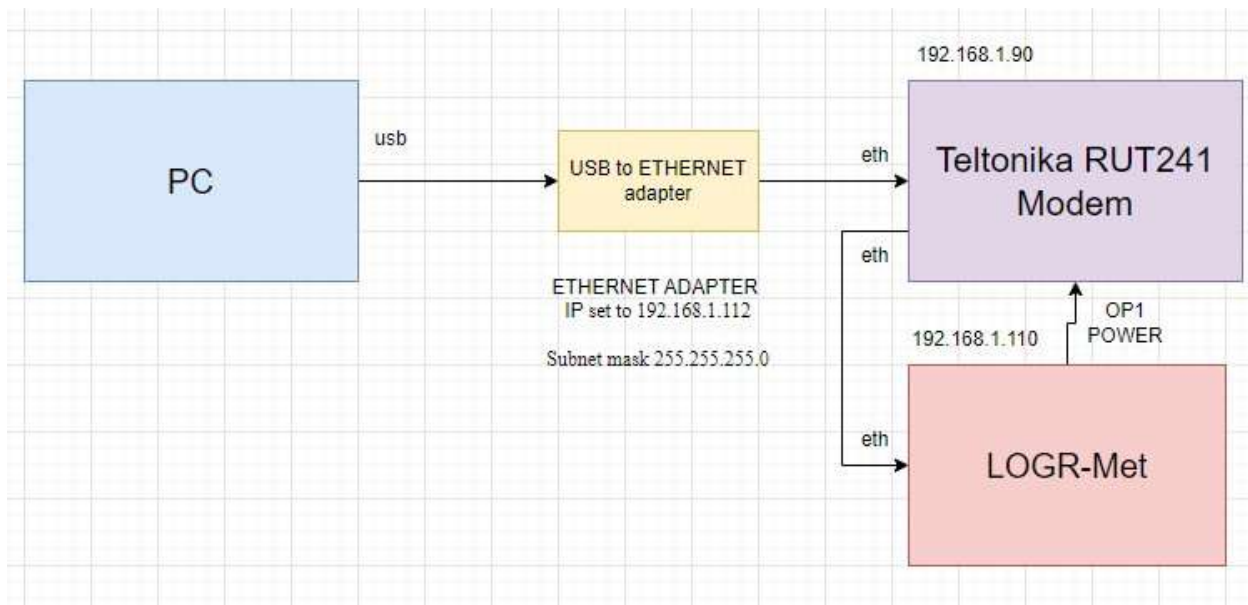 192.168.1.90
PC
usb
USB to ETHERNET
adapter
eth
Teltonika RUT241
Modem
eth
ETHERNET ADAPTER
IP set to 192.168.1.112
Subnet mask 255.255.255.0
OP1
POWER
192.168.1.110
eth
LOGR-Met